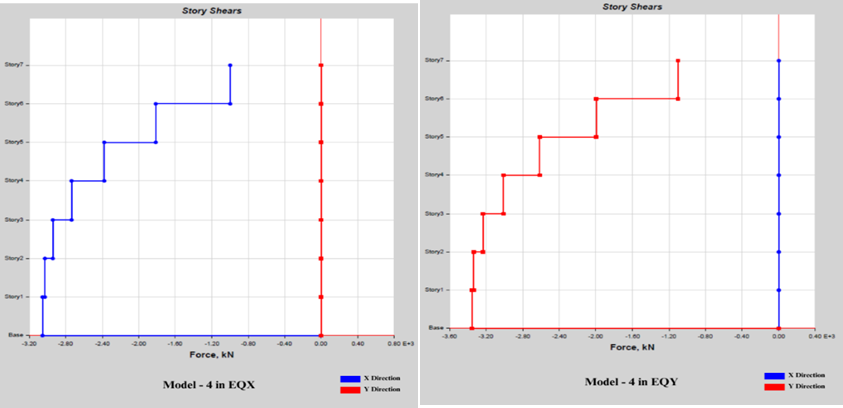 Story Shears
Story7
Story6
Story5
Story4
Story3
Story2
Story1
Base
-3.20 -2.80 -2.40 -2.00 -1.60 -1.20 -0.80 -0.40 0.00 0.40 0.80 E+3
Force, kN
Model - 4 in EQX
X Direction
Y Direction
Story Shears
Story7
Story6
Story5
Story4
Story3
Story2
Story1
Base
-3.60 -3.20 -2.80 -2.40 -2.00 -1.60 -1.20 -0.80 -0.40 0.00 0.40 E+3
Force, kN
Model - 4 in EQY
X Direction
Y Direction